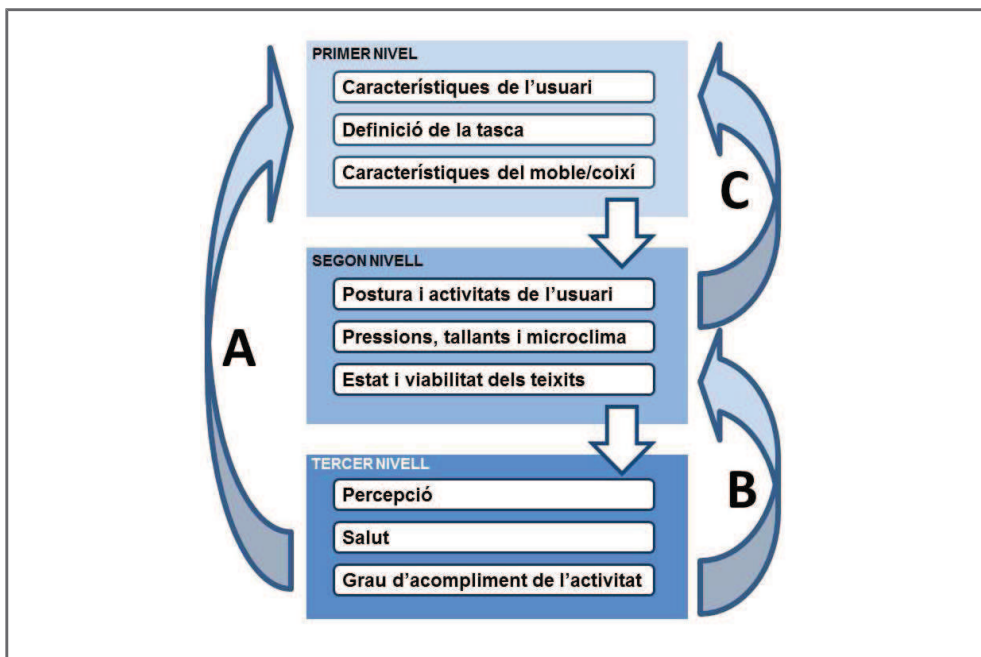 PRIMER NIVEL
Característiques de l'usuari
Definició de la tasca
Característiques del moble/coixí
C
SEGON NIVELL
Postura i activitats de l'usuari
Pressions, tallants i microclima
Estat i viabilitat dels teixits
A
TERCER NIVELL
Percepció
Salut
Grau d'acompliment de l'activitat
B